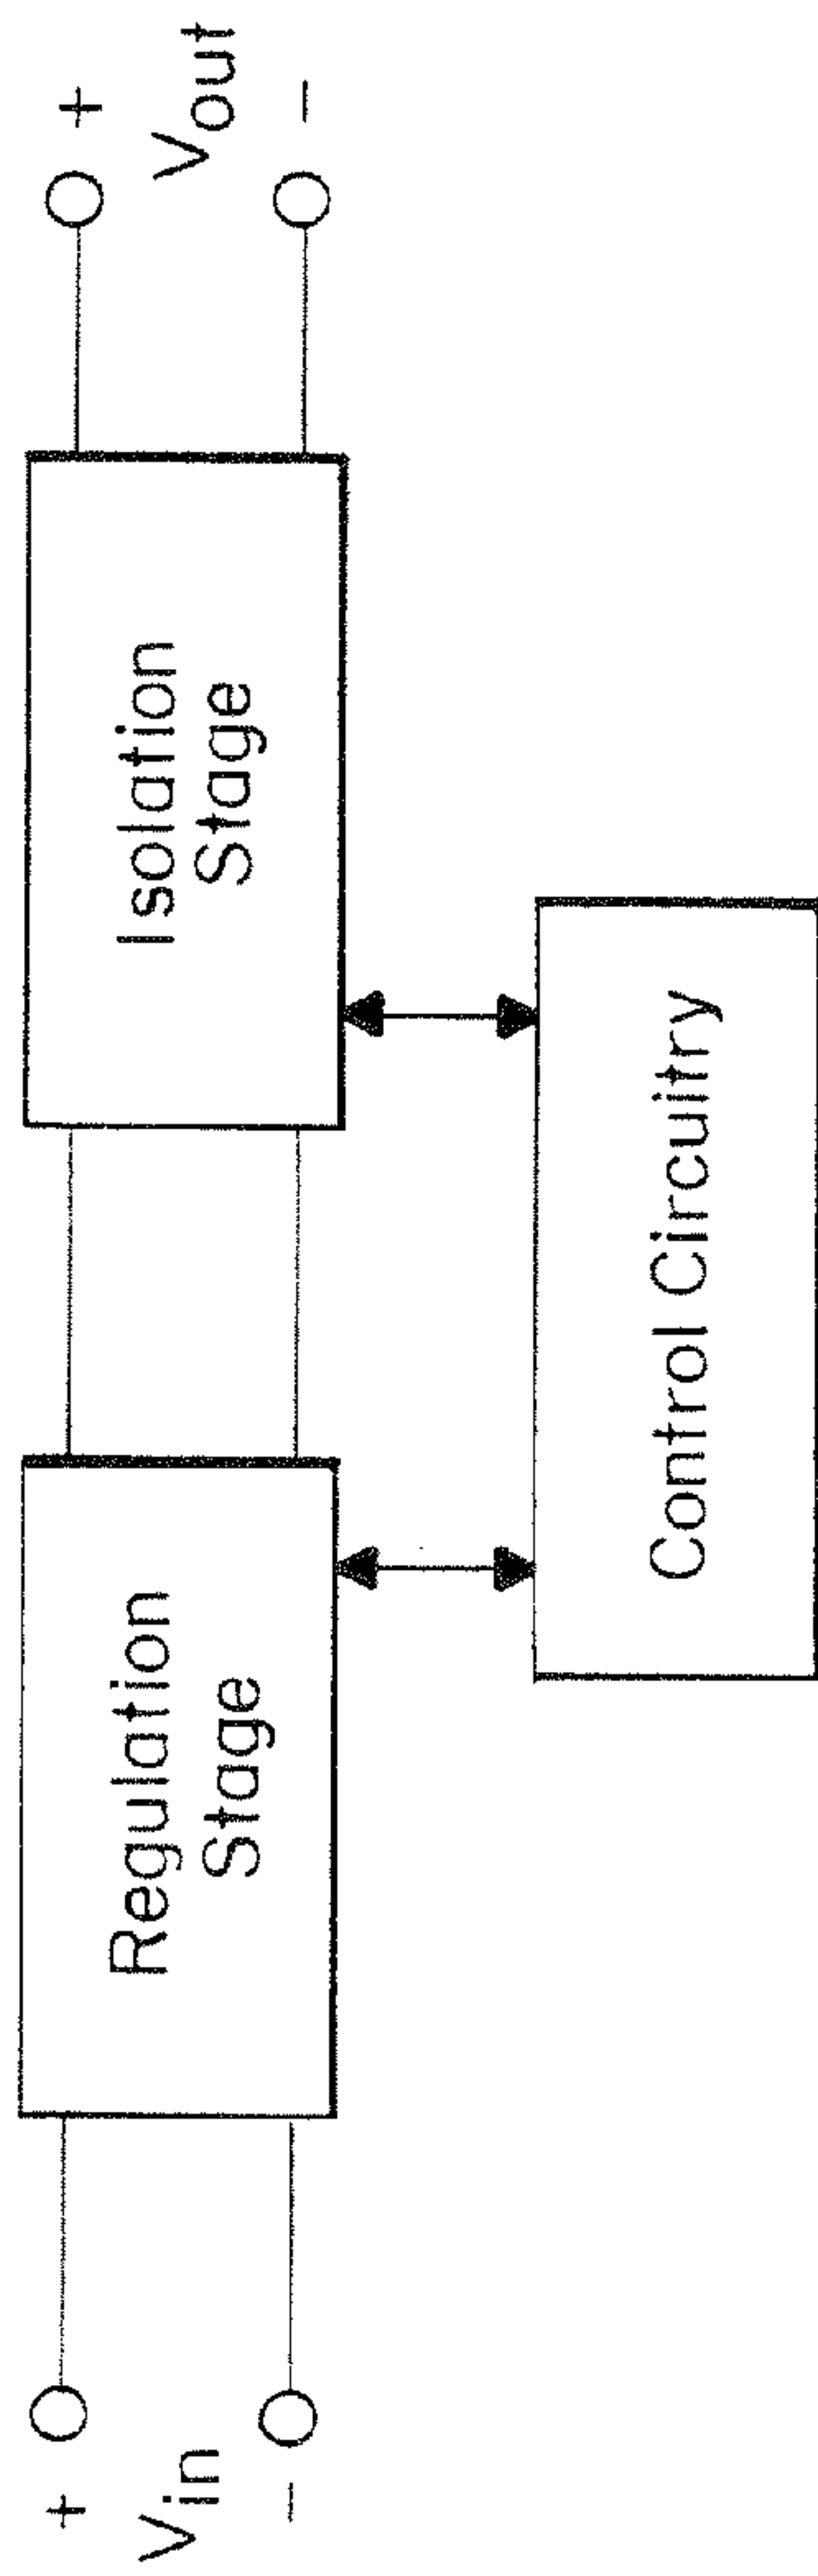 +
Vin
−
Regulation
Stage
Isolation
Stage
+
Vout
−
Control Circuitry